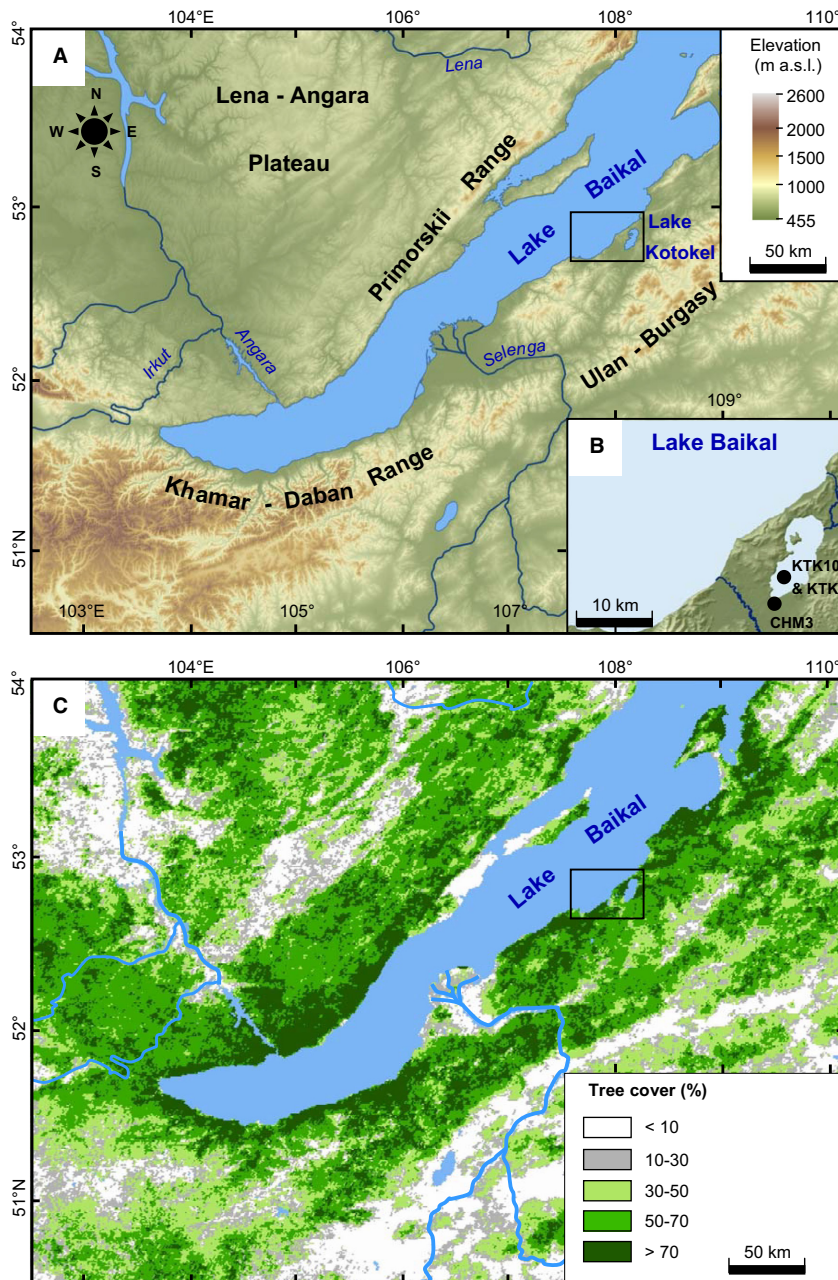 104°E
106°
108°
110°
54°
A
Elevation
(m a.s.l.)
2600
2000
1500
1000
455
50 km
N
W
E
S
Lena
Lena - Angara
Plateau
Primorskii Range
Lake Baikal
Lake
Kotokel
53°
Irkut
Angara
Selenga
Ulan - Burgasy
52°
109°
Khamar - Daban Range
51°N
103°E
105°
107°
B
Lake Baikal
KTK10
& KTK
CHM3
10 km
104°E
106°
108°
110°
54°
C
Lake Baikal
53°
52°
51°N
Tree cover (%)
< 10
10-30
30-50
50-70
> 70
50 km